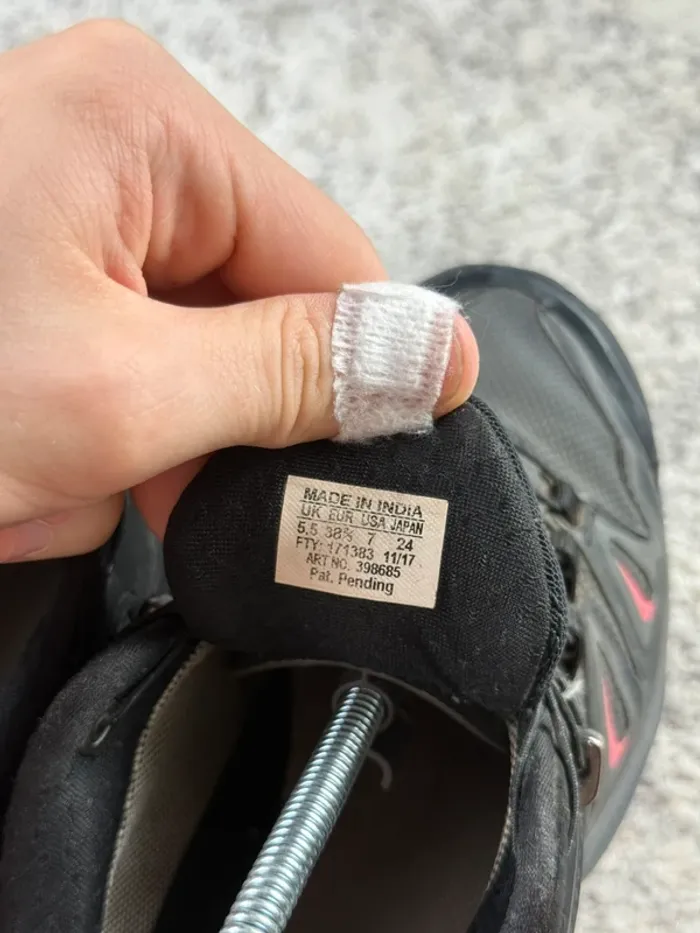 MADE IN INDIA
UK EUR USA JAPAN
5,5 38⅔ 7 24
FTY: 171383 11/17
ART NO. 398685
Pat. Pending